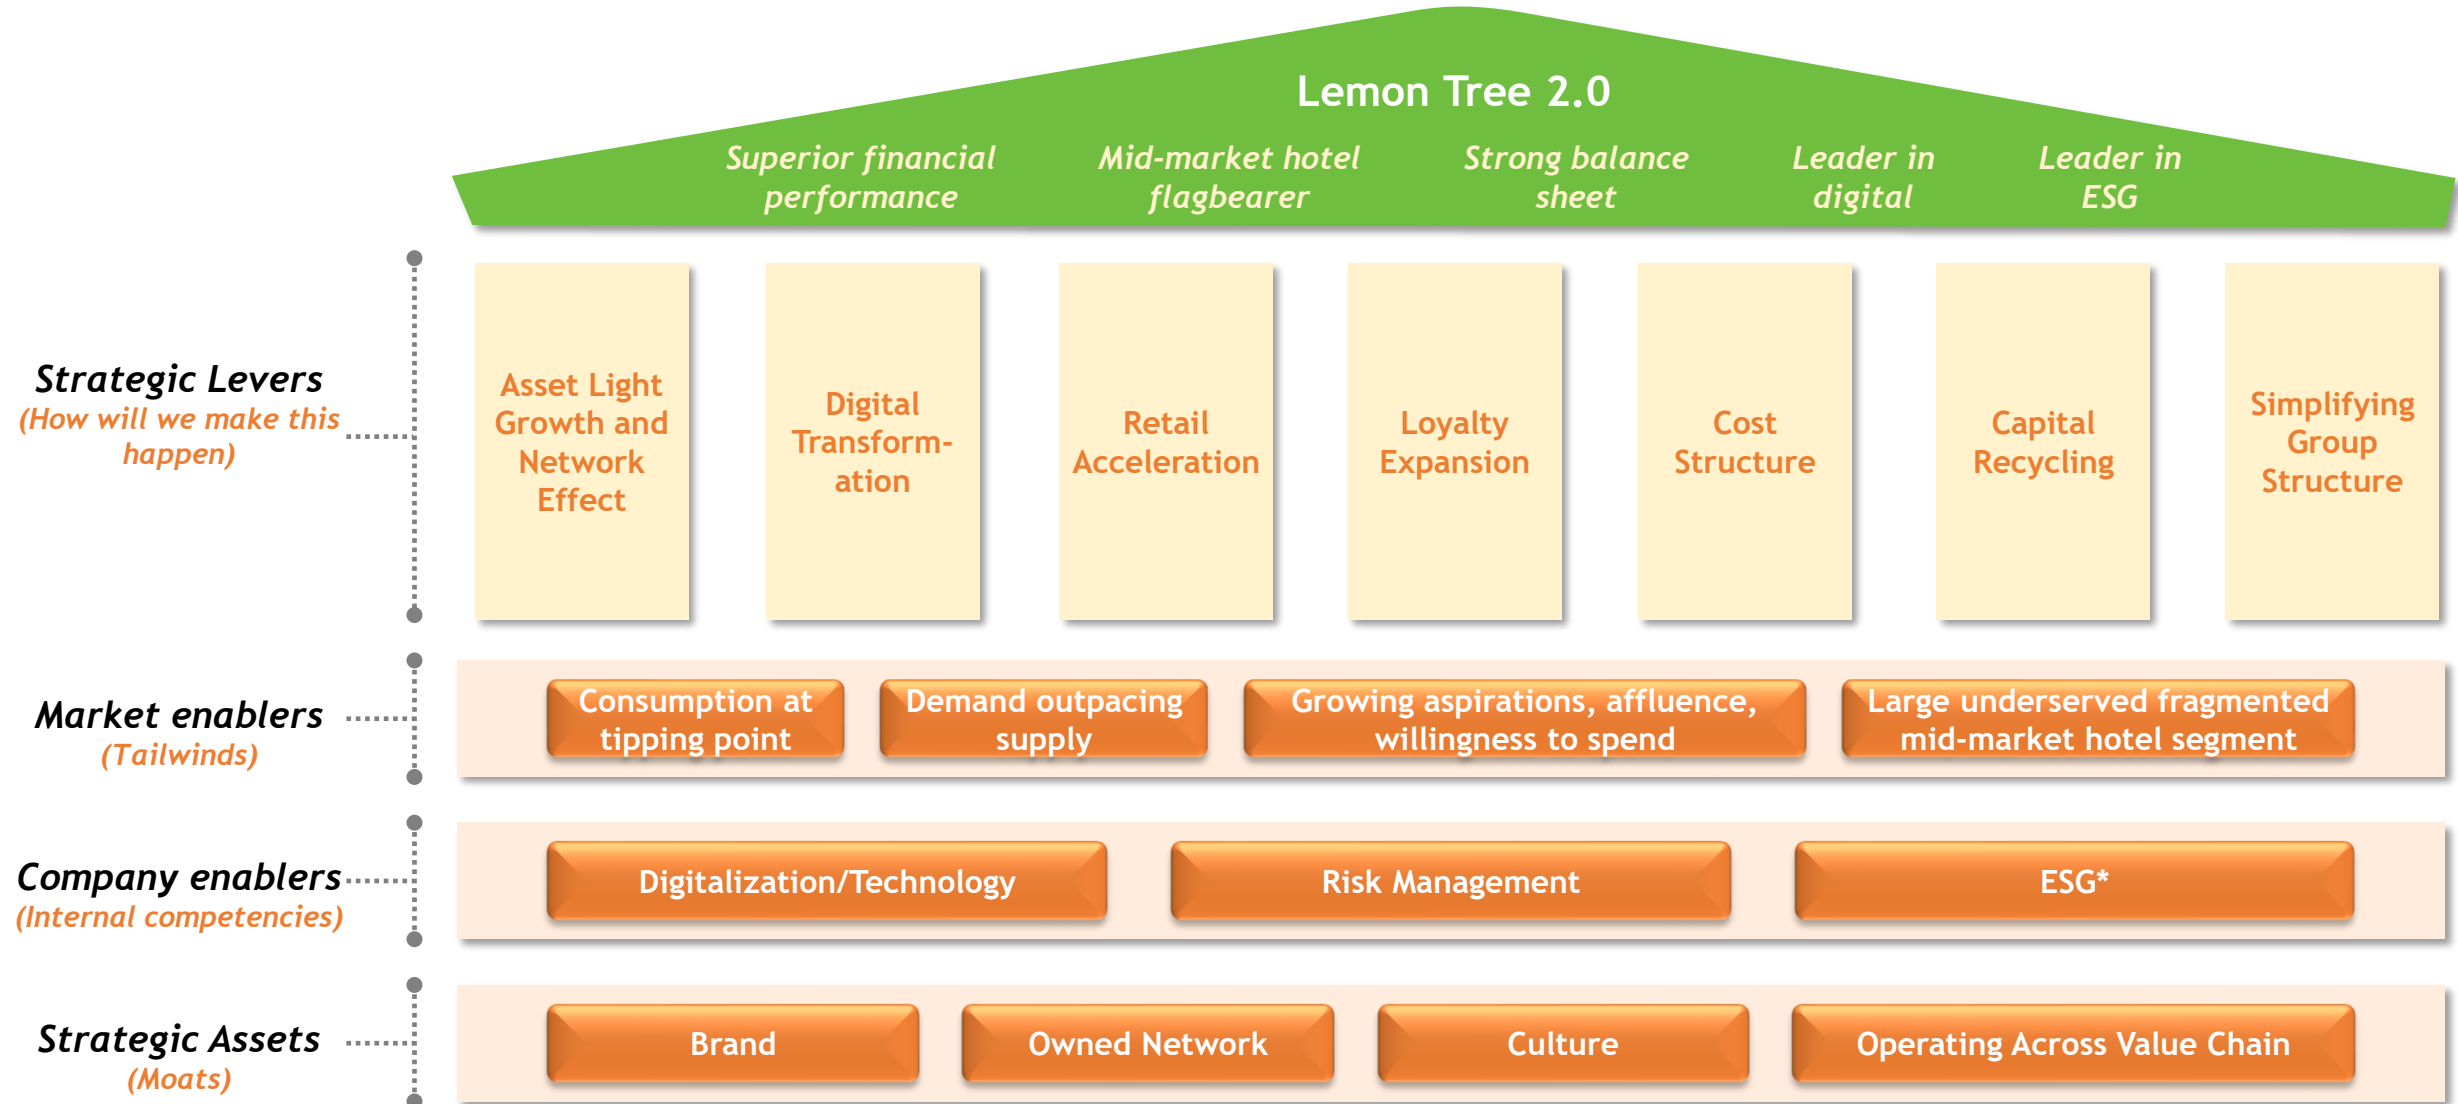 Lemon Tree 2.0
Superior financial
performance
Mid-market hotel
flagbearer
Strong balance
sheet
Leader in
digital
Leader in
ESG
Strategic Levers
(How will we make this
happen)
Asset Light
Growth and
Network
Effect
Digital
Transform-
ation
Retail
Acceleration
Loyalty
Expansion
Cost
Structure
Capital
Recycling
Simplifying
Group
Structure
Market enablers
(Tailwinds)
Consumption at
tipping point
Demand outpacing
supply
Growing aspirations, affluence,
willingness to spend
Large underserved fragmented
mid-market hotel segment
Company enablers
(Internal competencies)
Digitalization/Technology
Risk Management
ESG*
Strategic Assets
(Moats)
Brand
Owned Network
Culture
Operating Across Value Chain